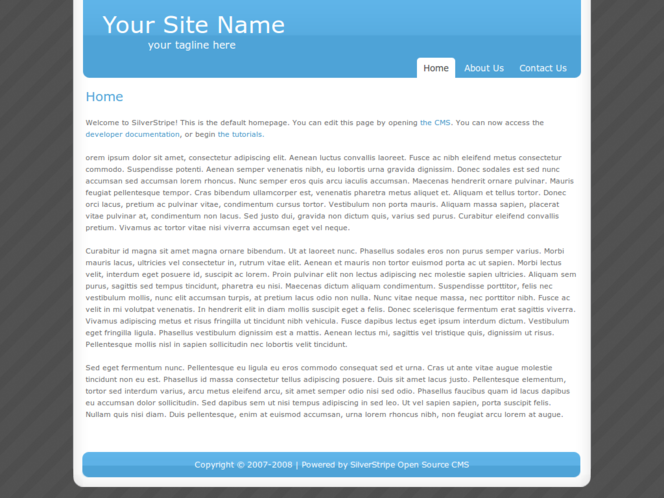 Your Site Name
your tagline here
Home About Us Contact Us
Home
Welcome to SilverStripe! This is the default homepage. You can edit this page by opening the CMS. You can now access the
developer documentation, or begin the tutorials.
orem ipsum dolor sit amet, consectetur adipiscing elit. Aenean luctus convallis laoreet. Fusce ac nibh eleifend metus consectetur
commodo. Suspendisse potenti. Aenean semper venenatis nibh, eu lobortis urna gravida dignissim. Donec sodales est sed nunc
accumsan sed accumsan lorem rhoncus. Nunc semper eros quis arcu iaculis accumsan. Maecenas hendrerit ornare pulvinar. Mauris
feugiat pellentesque tempor. Cras bibendum ullamcorper est, venenatis pharetra metus aliquet et. Aliquam et tellus tortor. Donec
orci lacus, pretium ac pulvinar vitae, condimentum cursus tortor. Vestibulum non porta mauris. Aliquam massa sapien, placerat
vitae pulvinar at, condimentum non lacus. Sed justo dui, gravida non dictum quis, varius sed purus. Curabitur eleifend convallis
pretium. Vivamus ac tortor vitae nisi viverra accumsan eget vel neque.
Curabitur id magna sit amet magna ornare bibendum. Ut at laoreet nunc. Phasellus sodales eros non purus semper varius. Morbi
mauris lacus, ultricies vel consectetur in, rutrum vitae elit. Aenean et mauris non tortor euismod porta ac ut sapien. Morbi lectus
velit, interdum eget posuere id, suscipit ac lorem. Proin pulvinar elit non lectus adipiscing nec molestie sapien ultricies. Aliquam sem
purus, sagittis sed tempus tincidunt, pharetra eu nisi. Maecenas dictum aliquam condimentum. Suspendisse porttitor, felis nec
vestibulum mollis, nunc elit accumsan turpis, at pretium lacus odio non nulla. Nunc vitae neque massa, nec porttitor nibh. Fusce ac
velit in mi volutpat venenatis. In hendrerit elit in diam mollis suscipit eget a felis. Donec scelerisque fermentum erat sagittis viverra.
Vivamus adipiscing metus et risus fringilla ut tincidunt nibh vehicula. Fusce dapibus lectus eget ipsum interdum dictum. Vestibulum
eget fringilla ligula. Phasellus vestibulum dignissim est a mattis. Aenean lectus mi, sagittis vel tristique quis, dignissim ut risus.
Pellentesque mollis nisl in sapien sollicitudin nec lobortis velit tincidunt.
Sed eget fermentum nunc. Pellentesque eu ligula eu eros commodo consequat sed et urna. Cras ut ante vitae augue molestie
tincidunt non eu est. Phasellus id massa consectetur tellus adipiscing posuere. Duis sit amet lacus justo. Pellentesque elementum,
tortor sed interdum varius, arcu metus eleifend arcu, sit amet semper odio nisi sed odio. Phasellus faucibus quam id lacus dapibus
eu accumsan dolor sollicitudin. Sed dapibus sem ut nisi tempus adipiscing in sed leo. Ut vel sapien sapien, porta suscipit felis.
Nullam quis nisi diam. Duis pellentesque, enim at euismod accumsan, urna lorem rhoncus nibh, non feugiat arcu lorem at augue.
Copyright © 2007-2008 | Powered by SilverStripe Open Source CMS